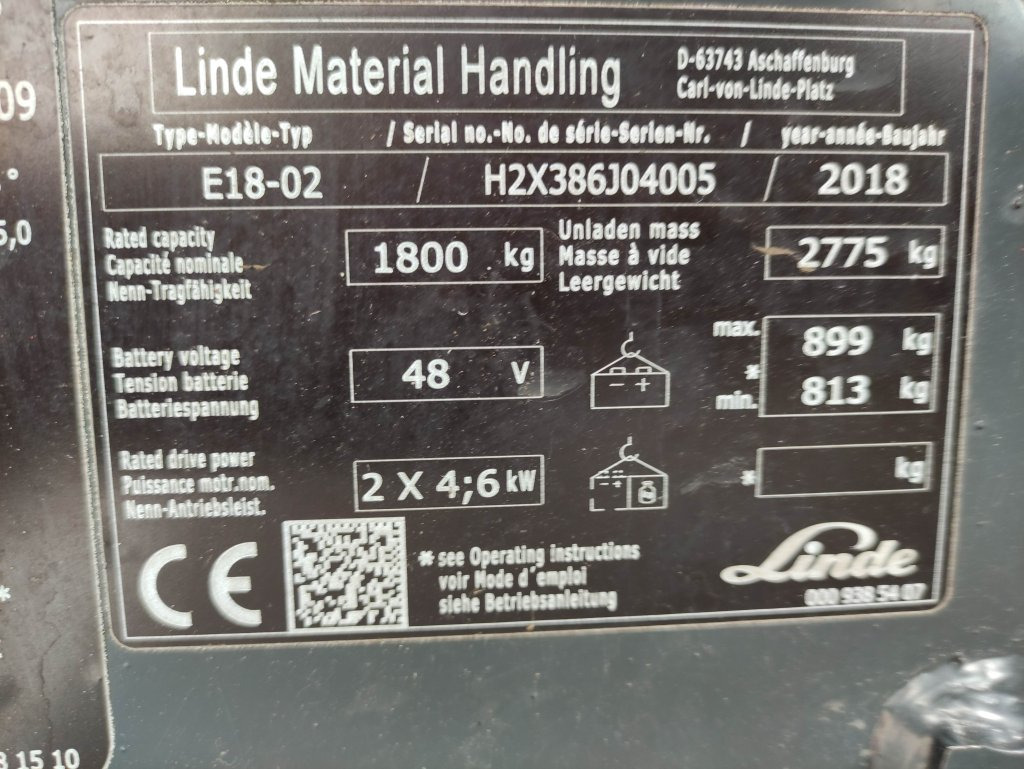 Linde Material Handling
D-63743 Aschaffenburg
Carl-von-Linde-Platz
Type-Modèle-Typ / Serial no.-No. de série-Serien-Nr. / year-année-Baujahr
E18-02 / H2X386J04005 / 2018
Rated capacity
Capacité nominale
Nenn-Tragfähigkeit
1800 kg
Unladen mass
Masse à vide
Leergewicht
2775 kg
Battery voltage
Tension batterie
Batteriespannung
48 V
- +
max. 899 kg
*
min. 813 kg
Rated drive power
Puissance motr.nom.
Nenn-Antriebsleist.
2 X 4;6 kW
* kg
CE
* see Operating instructions
voir Mode d'emploi
siehe Betriebsanleitung
Linde
000 938 54 07
09
°
5,0
*
8 15 10